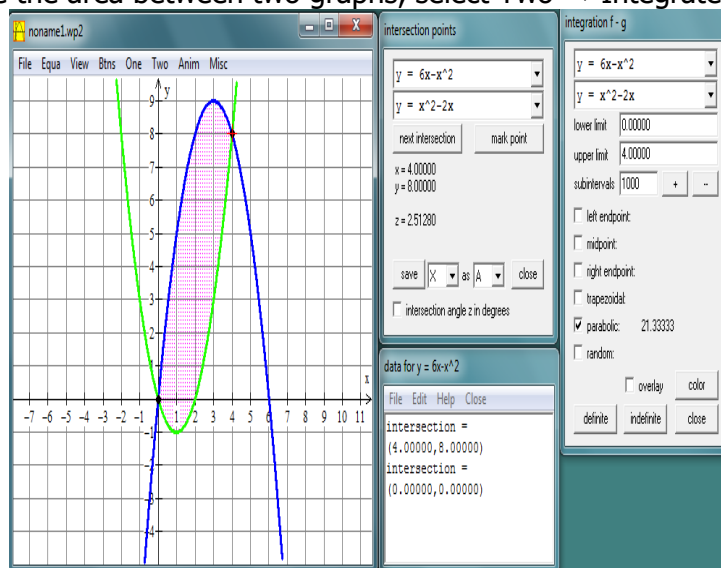 e the area between two graphs, select Two → Integrate
noname1.wp2
File Equa View Btns One Two Anim Misc
y
9
8
7
6
5
4
3
2
1
x
-7 -6 -5 -4 -3 -2 -1 1 2 3 4 5 6 7 8 9 10 11
-1
-3
-4
intersection points
y = 6x-x^2
y = x^2-2x
next intersection mark point
x = 4.00000
y = 8.00000
z = 2.51280
save X as A close
intersection angle z in degrees
data for y = 6x-x^2
File Edit Help Close
intersection =
(4.00000,8.00000)
intersection =
(0.00000,0.00000)
integration f - g
y = 6x-x^2
y = x^2-2x
lower limit 0.00000
upper limit 4.00000
subintervals 1000 + --
left endpoint:
midpoint:
right endpoint:
trapezoidal:
parabolic: 21.33333
random:
overlay color
definite indefinite close